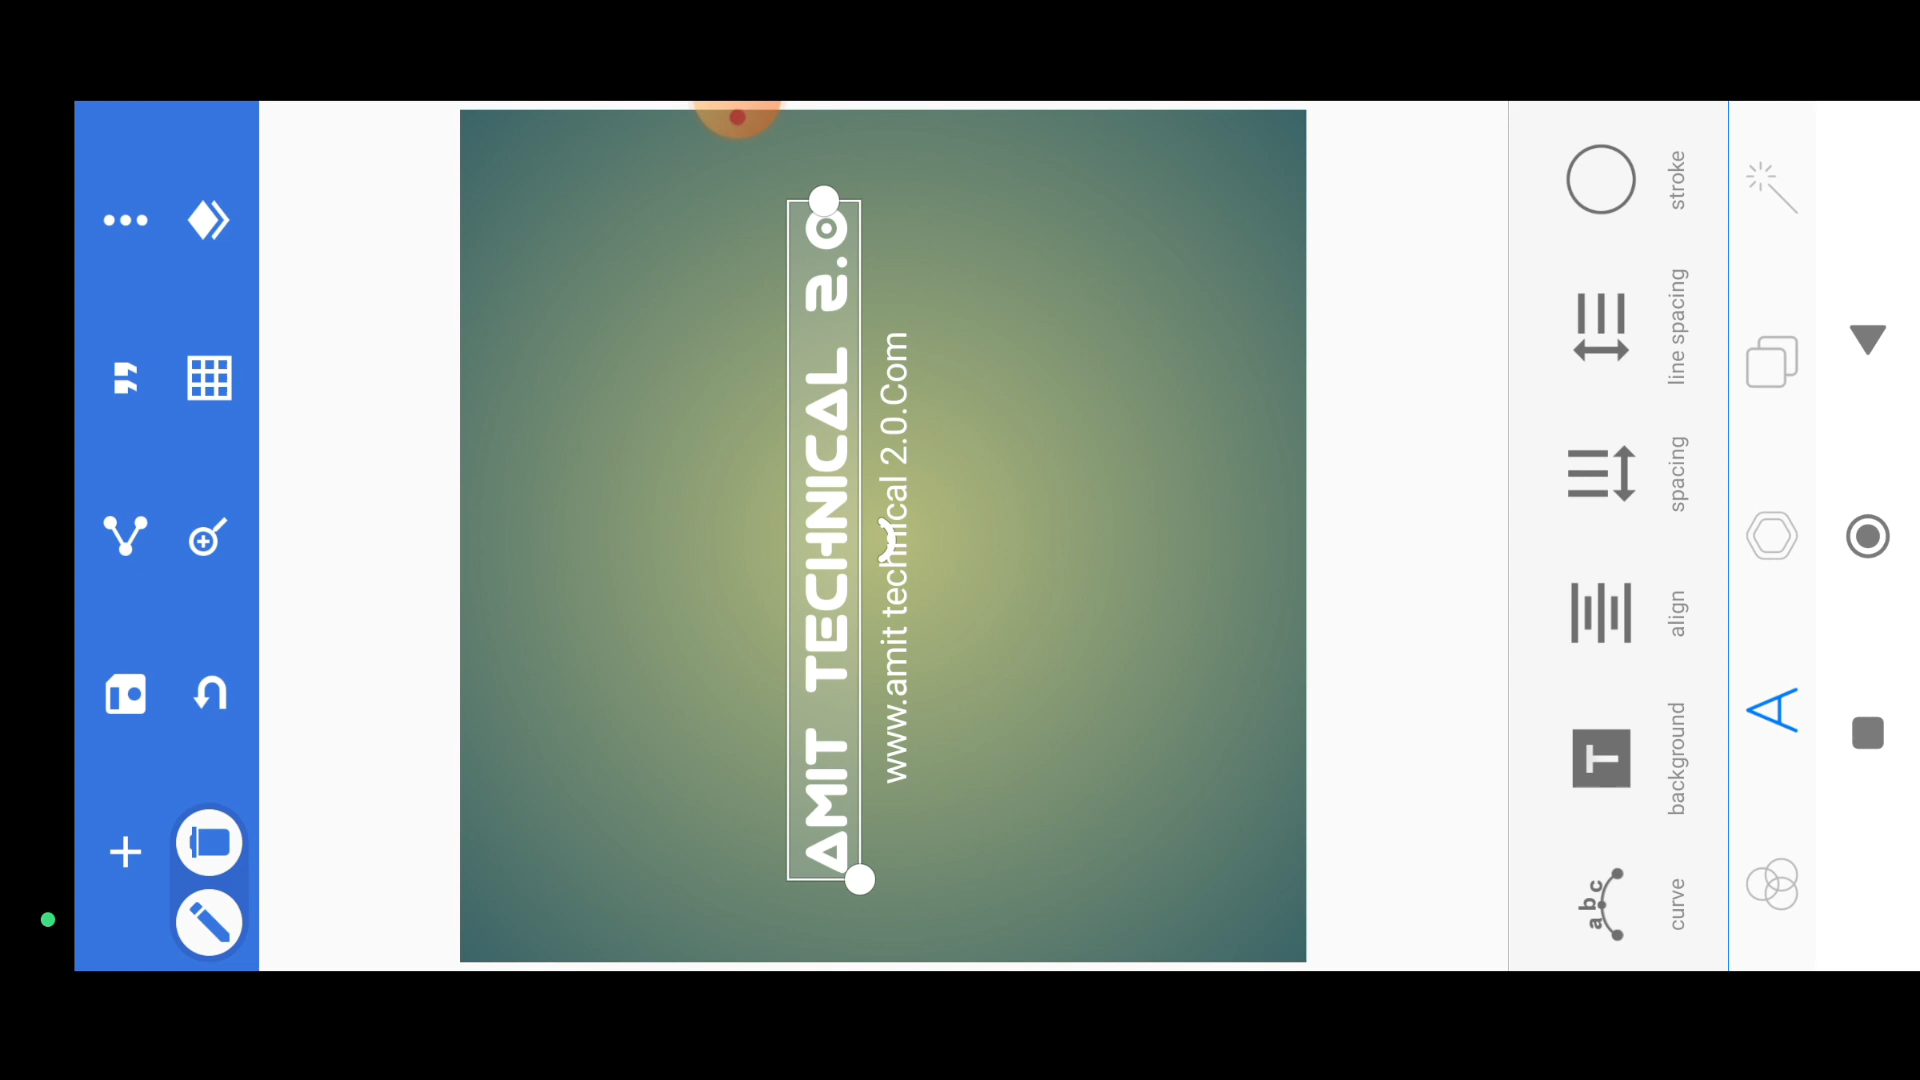 AMIT TECHNICAL 2.0
www.amit technical 2.0.Com
curve
background
align
spacing
line spacing
stroke
a b c
T
A